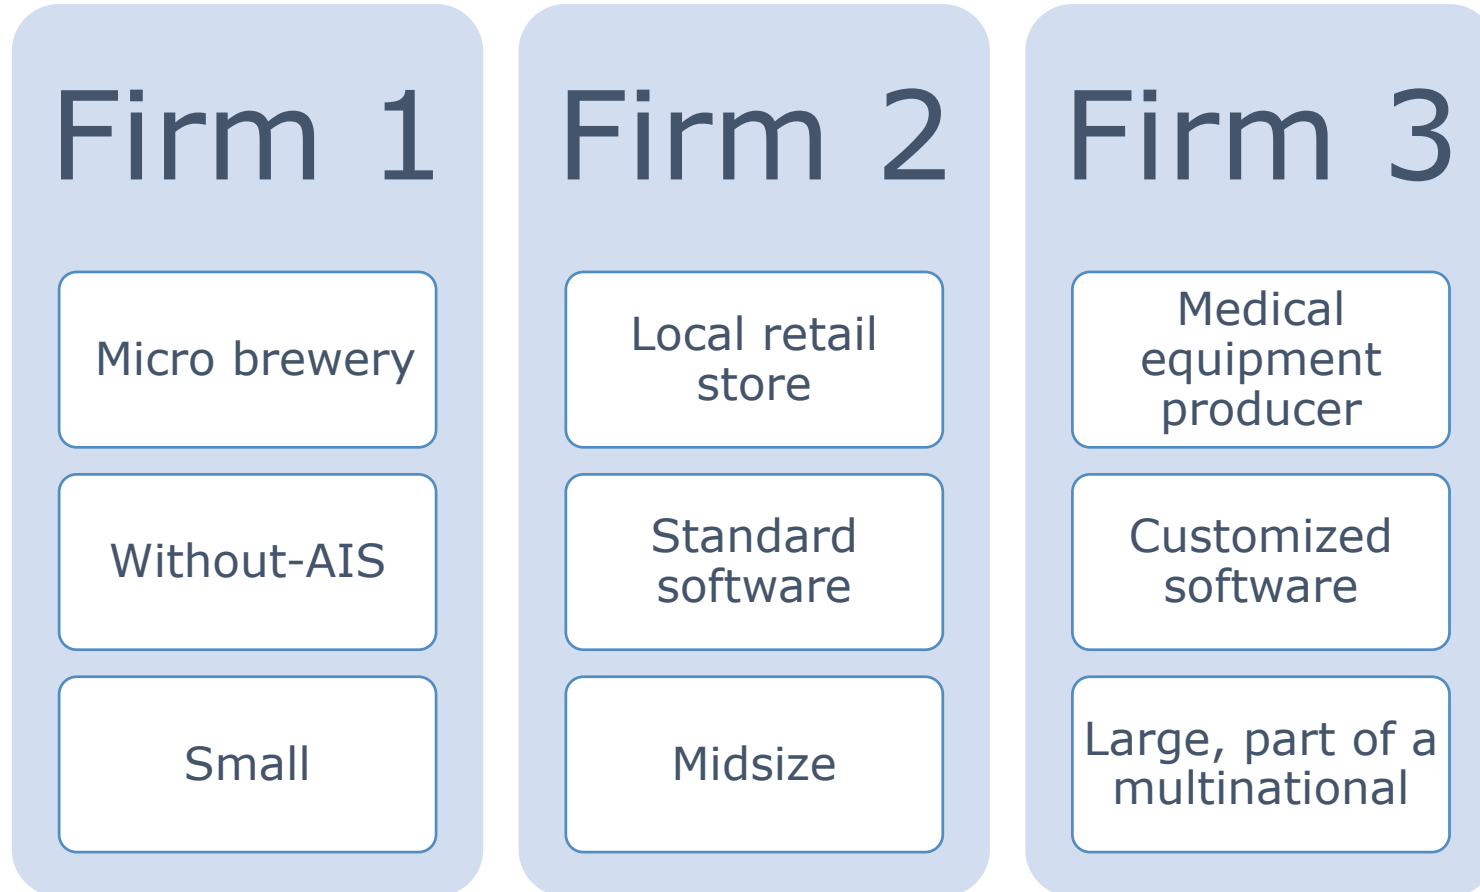 Firm 1
Micro brewery
Without-AIS
Small
Firm 2
Local retail
store
Standard
software
Midsize
Firm 3
Medical
equipment
producer
Customized
software
Large, part of a
multinational